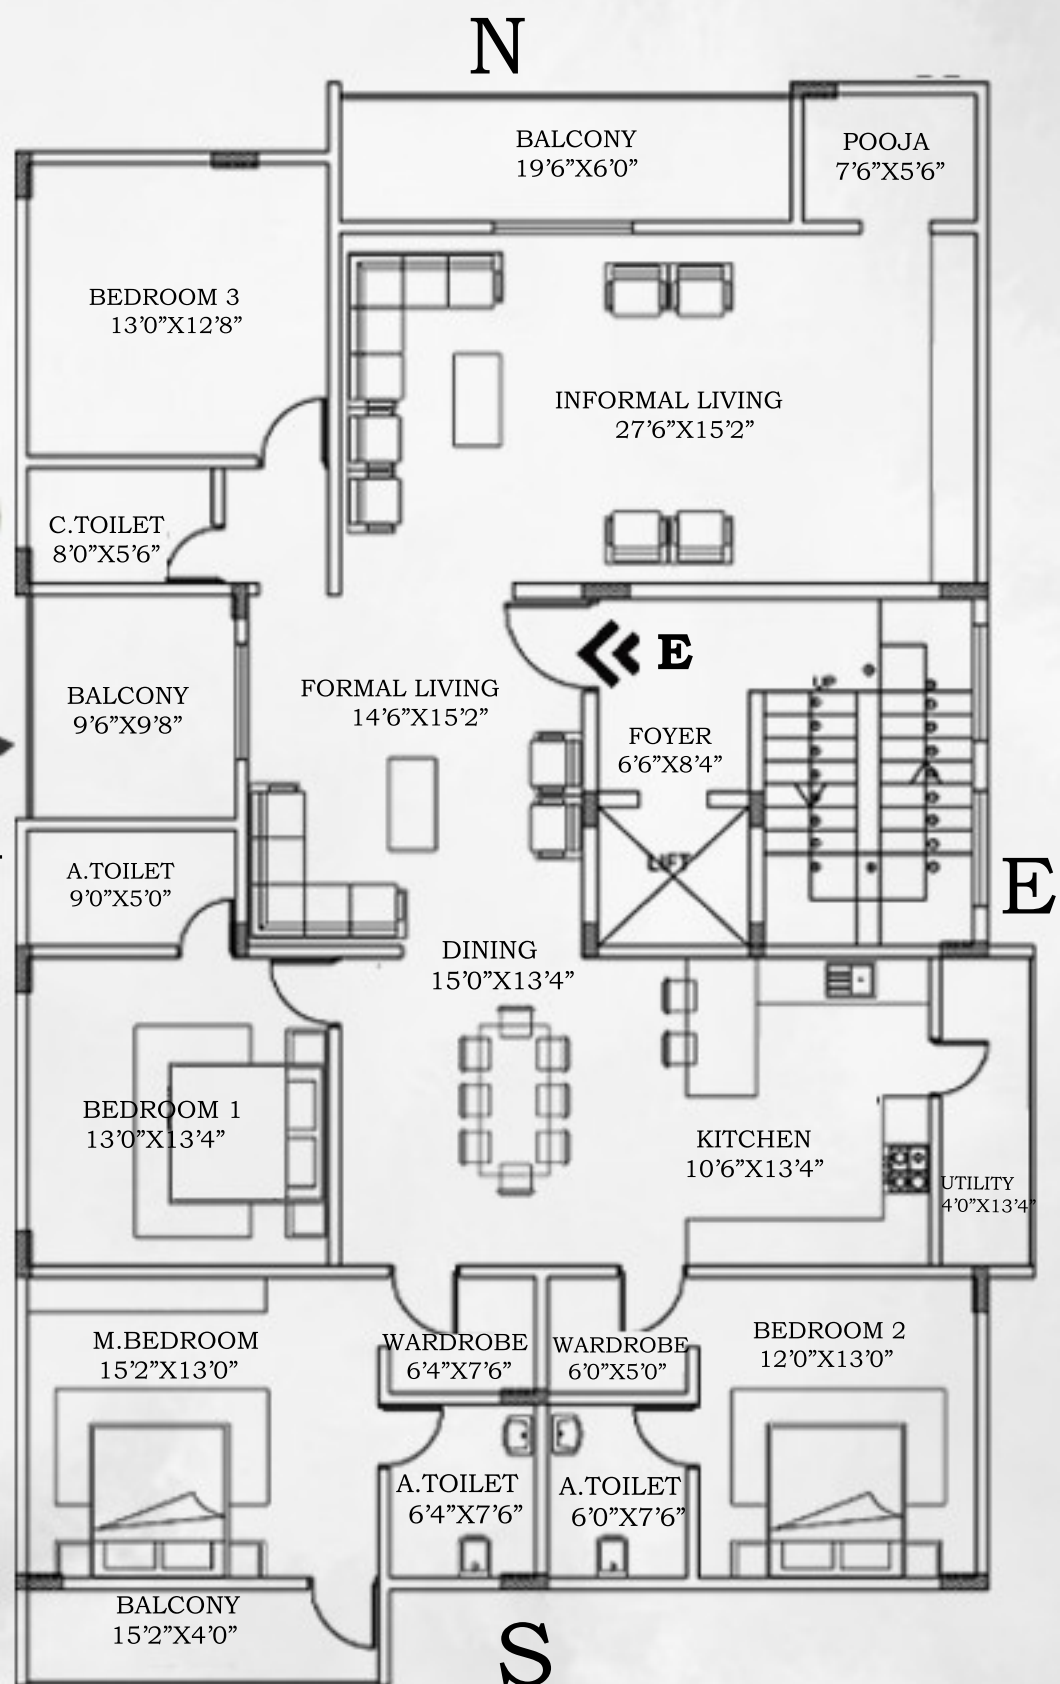 N
BALCONY
19'6"X6'0"
POOJA
7'6"X5'6"
BEDROOM 3
13'0"X12'8"
INFORMAL LIVING
27'6"X15'2"
C.TOILET
8'0"X5'6"
E
BALCONY
9'6"X9'8"
FORMAL LIVING
14'6"X15'2"
FOYER
6'6"X8'4"
UP
LIFT
A.TOILET
9'0"X5'0"
E
DINING
15'0"X13'4"
BEDROOM 1
13'0"X13'4"
KITCHEN
10'6"X13'4"
UTILITY
4'0"X13'4"
M.BEDROOM
15'2"X13'0"
WARDROBE
6'4"X7'6"
WARDROBE
6'0"X5'0"
BEDROOM 2
12'0"X13'0"
A.TOILET
6'4"X7'6"
A.TOILET
6'0"X7'6"
BALCONY
15'2"X4'0"
S